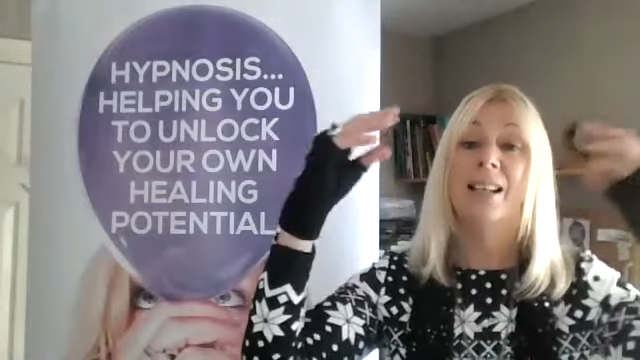 HYPNOSIS...
HELPING YOU
TO UNLOCK
YOUR OWN
HEALING
POTENTIAL